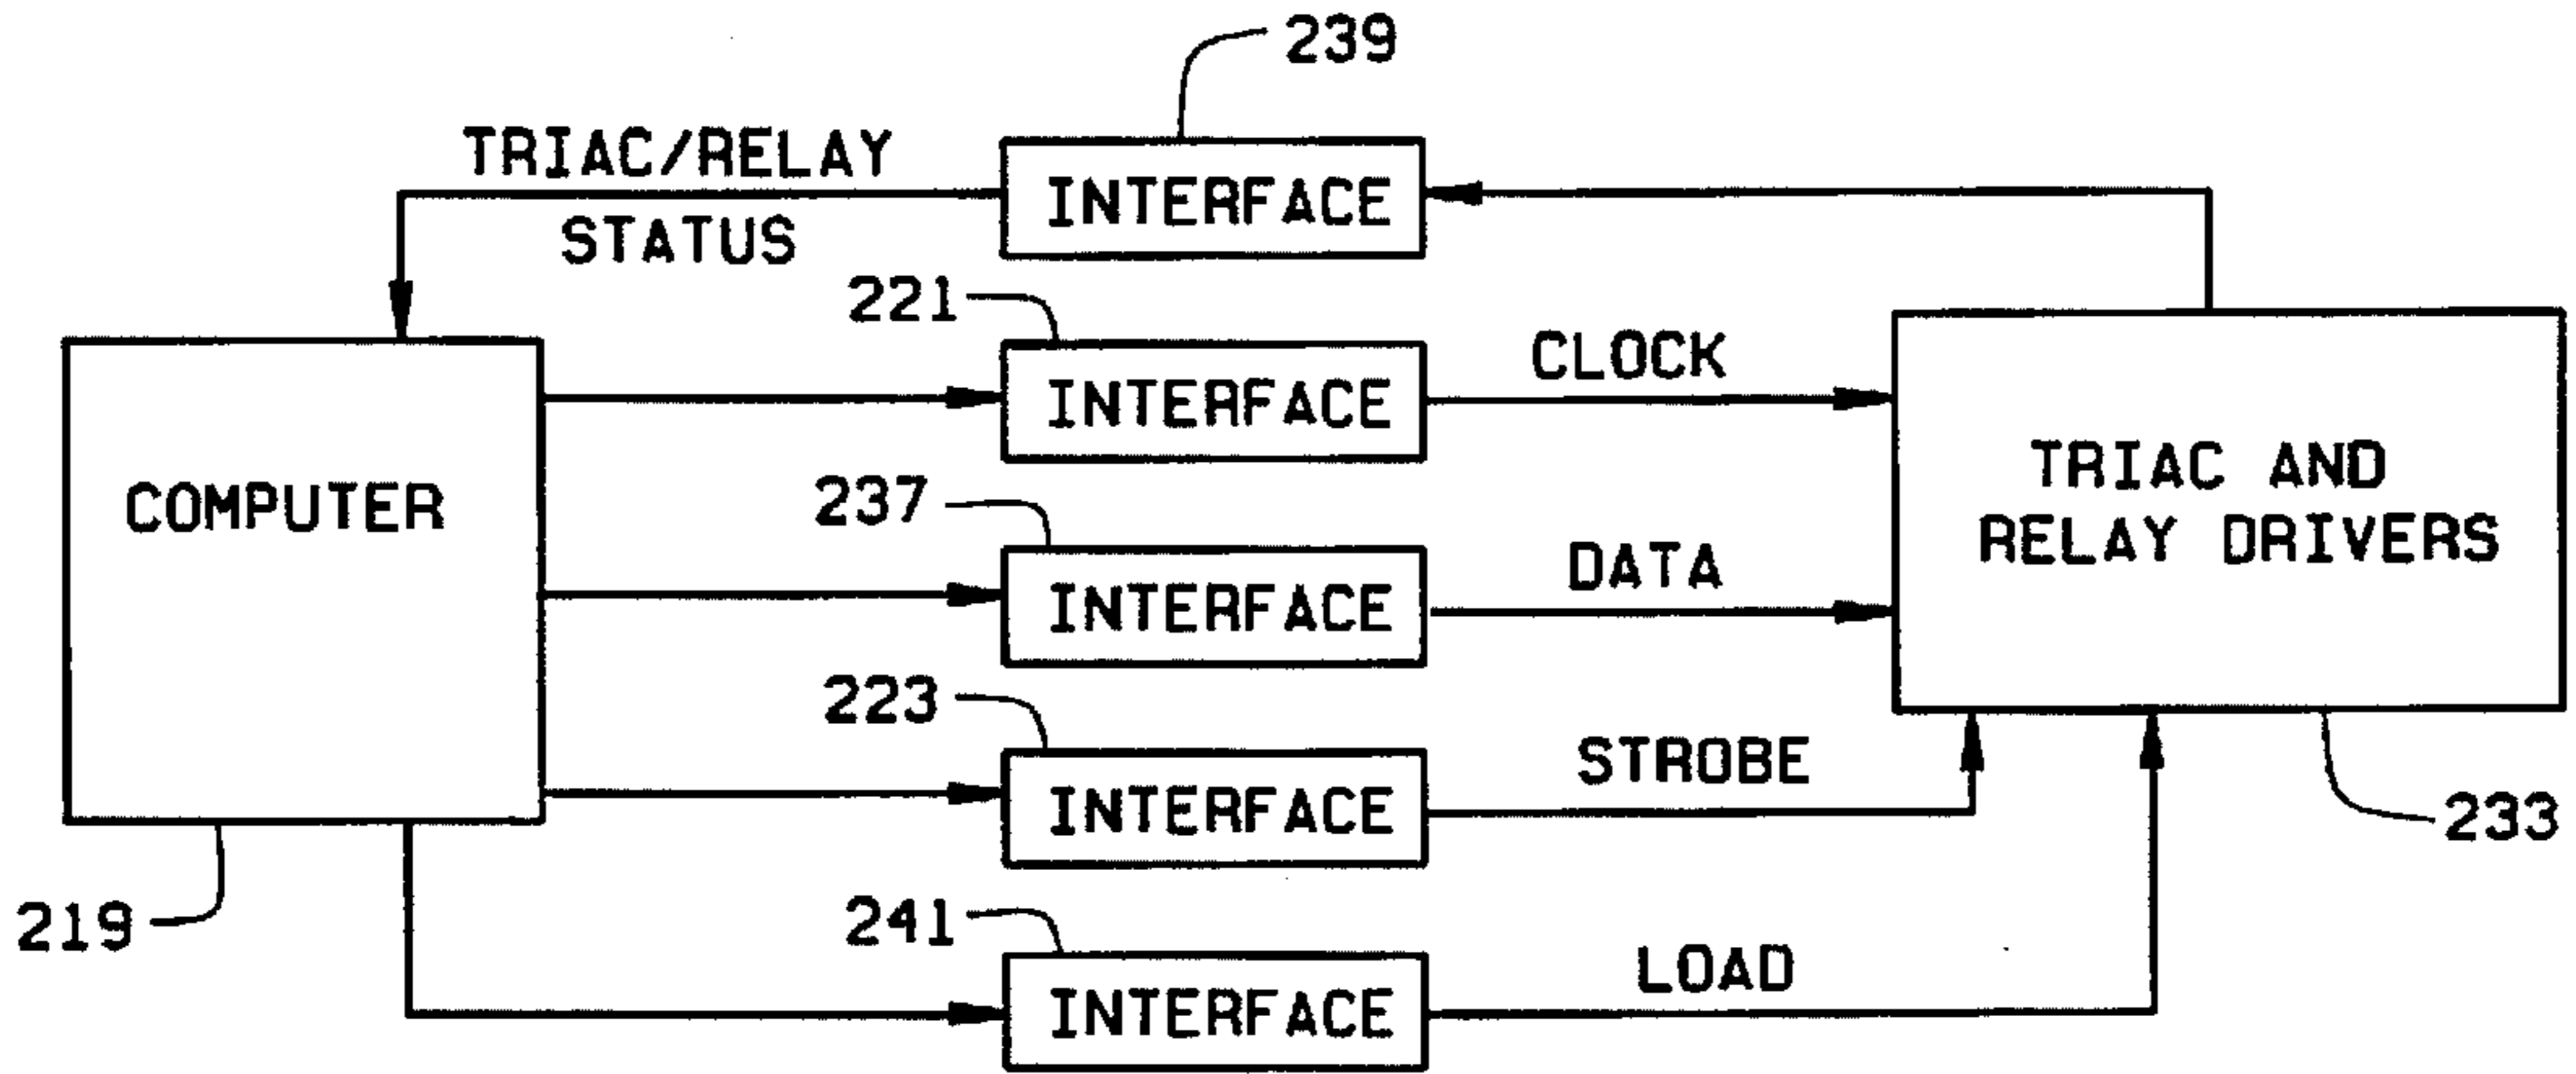 239
TRIAC/RELAY
STATUS
INTERFACE
221
INTERFACE
CLOCK
COMPUTER
237
INTERFACE
DATA
TRIAC AND
RELAY DRIVERS
223
INTERFACE
STROBE
233
219
241
INTERFACE
LOAD